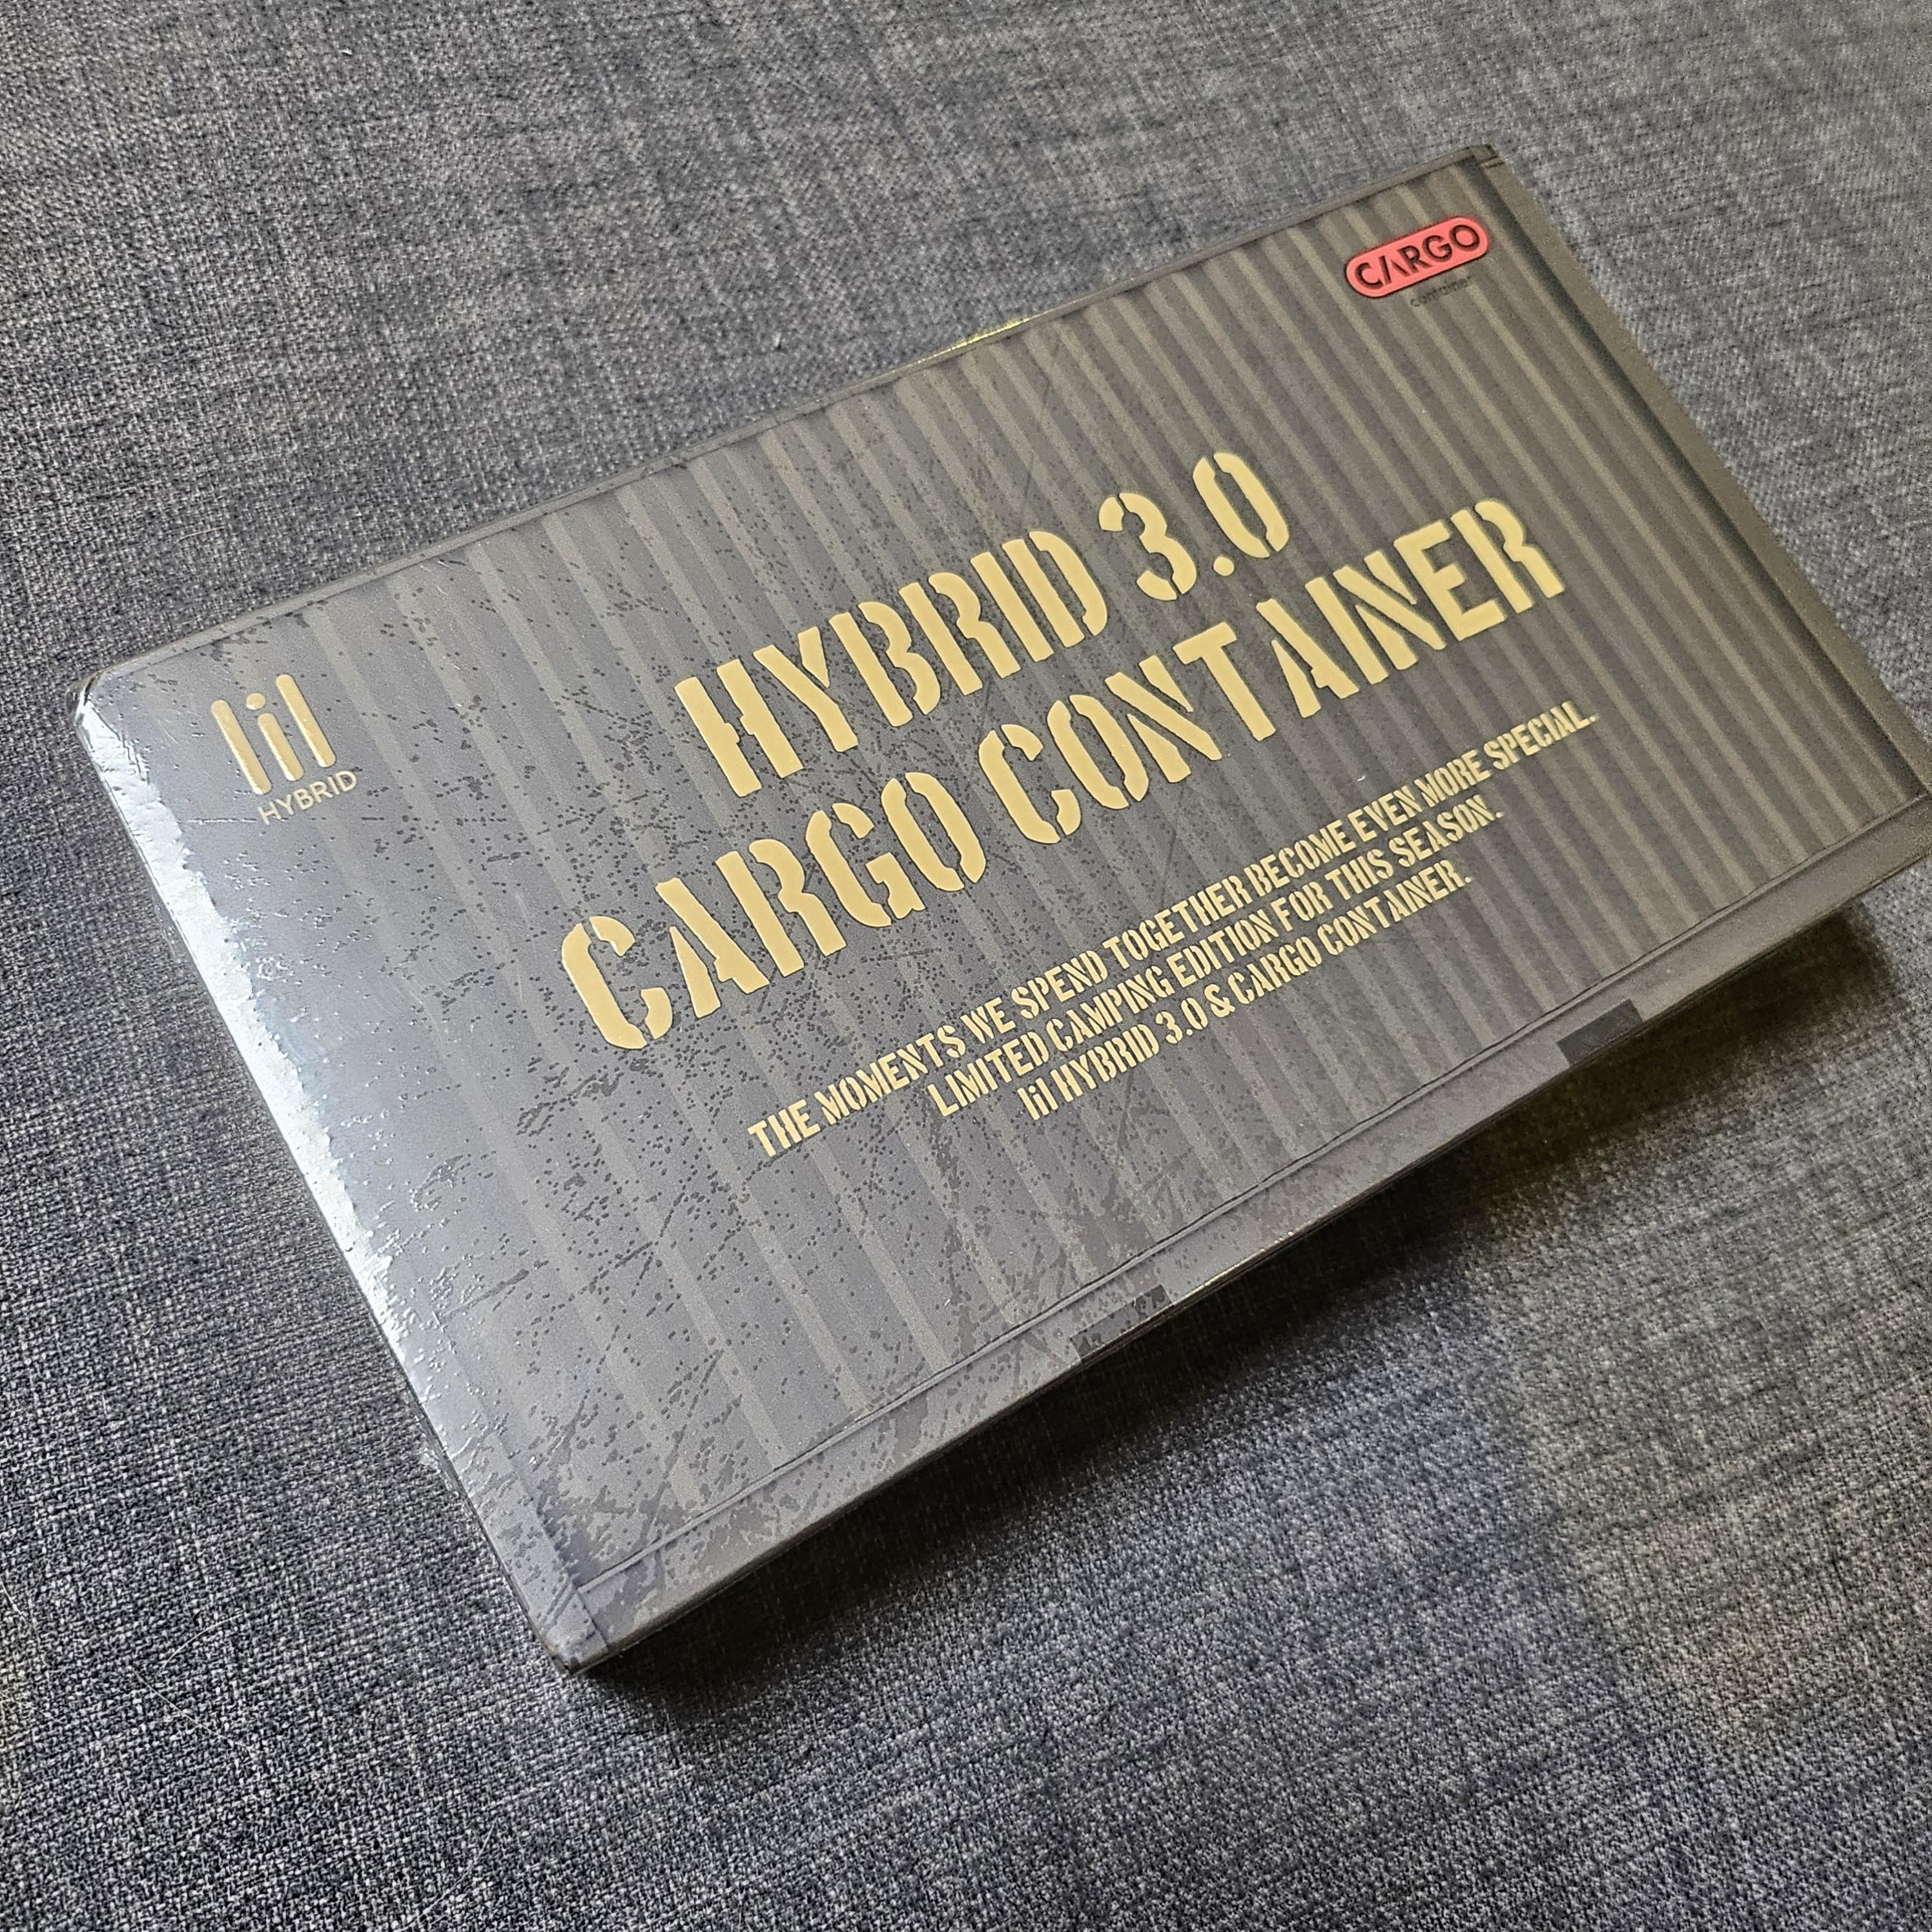 CARGO
container
lil
HYBRID
HYBRID 3.0
CARGO CONTAINER
THE MOMENTS WE SPEND TOGETHER BECOME EVEN MORE SPECIAL.
LIMITED CAMPING EDITION FOR THIS SEASON.
lil HYBRID 3.0 & CARGO CONTAINER.